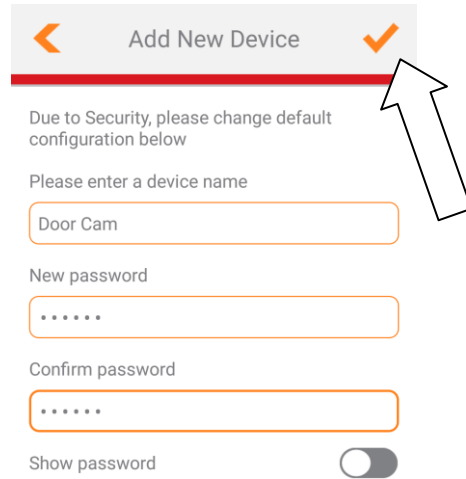 Add New Device
Due to Security, please change default
configuration below
Please enter a device name
Door Cam
New password
••••••
Confirm password
••••••
Show password